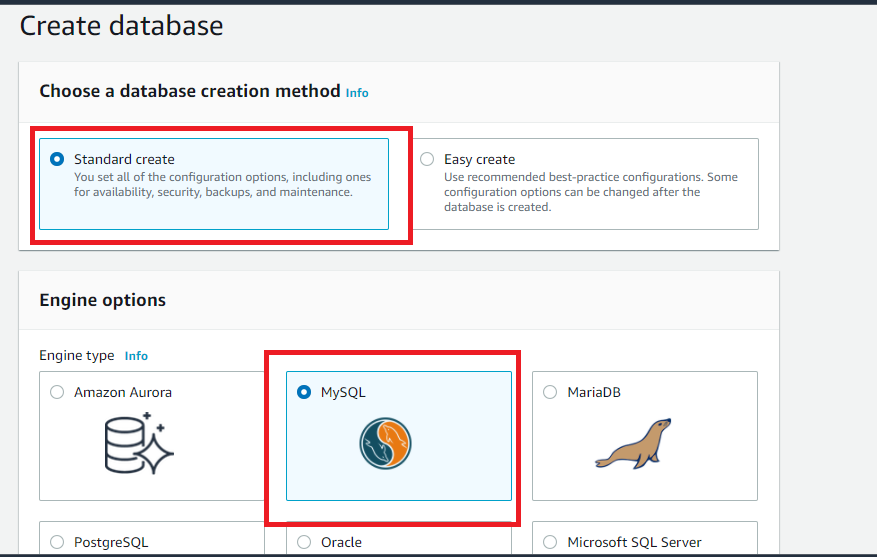 Create database
Choose a database creation method Info
Standard create
You set all of the configuration options, including ones
for availability, security, backups, and maintenance.
Easy create
Use recommended best-practice configurations. Some
configuration options can be changed after the
database is created.
Engine options
Engine type Info
Amazon Aurora
MySQL
MariaDB
PostgreSQL
Oracle
Microsoft SQL Server